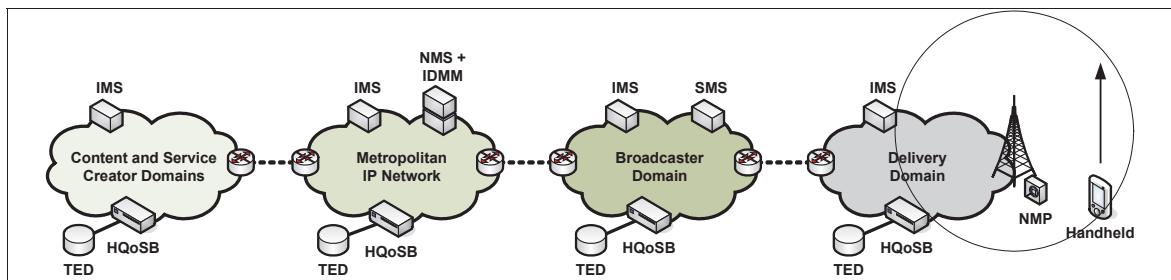 IMS
Content and Service
Creator Domains
HQoSB
TED
IMS
NMS +
IDMM
Metropolitan
IP Network
HQoSB
TED
IMS
SMS
Broadcaster
Domain
HQoSB
TED
IMS
Delivery
Domain
HQoSB
TED
NMP
Handheld